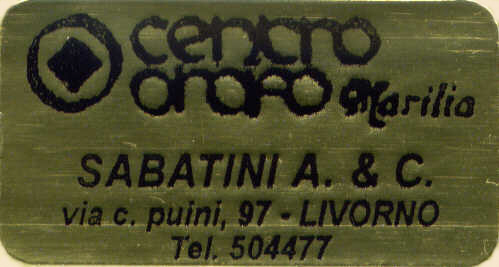 centro
orafo Marilia
SABATINI A. & C.
via c. puini, 97 - LIVORNO
Tel. 504477